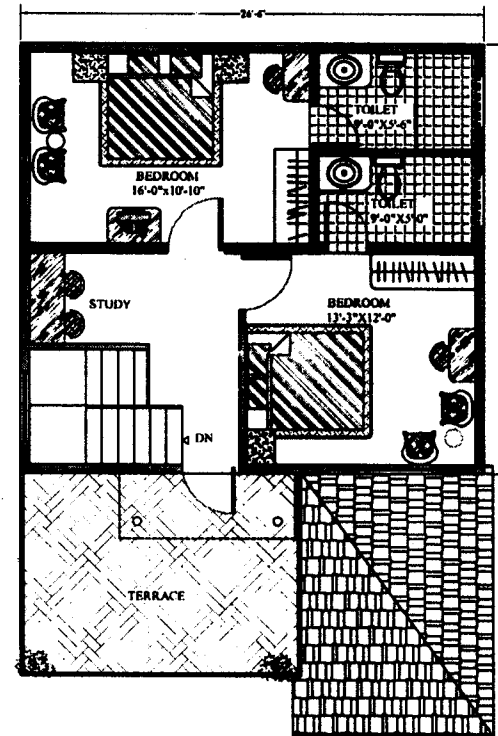 26'-6"
TOILET
9'-0"X5'-6"
BEDROOM
16'-0"x10'-10"
TOILET
9'-0"X5'0"
STUDY
BEDROOM
13'-3"X12'-0"
DN
TERRACE